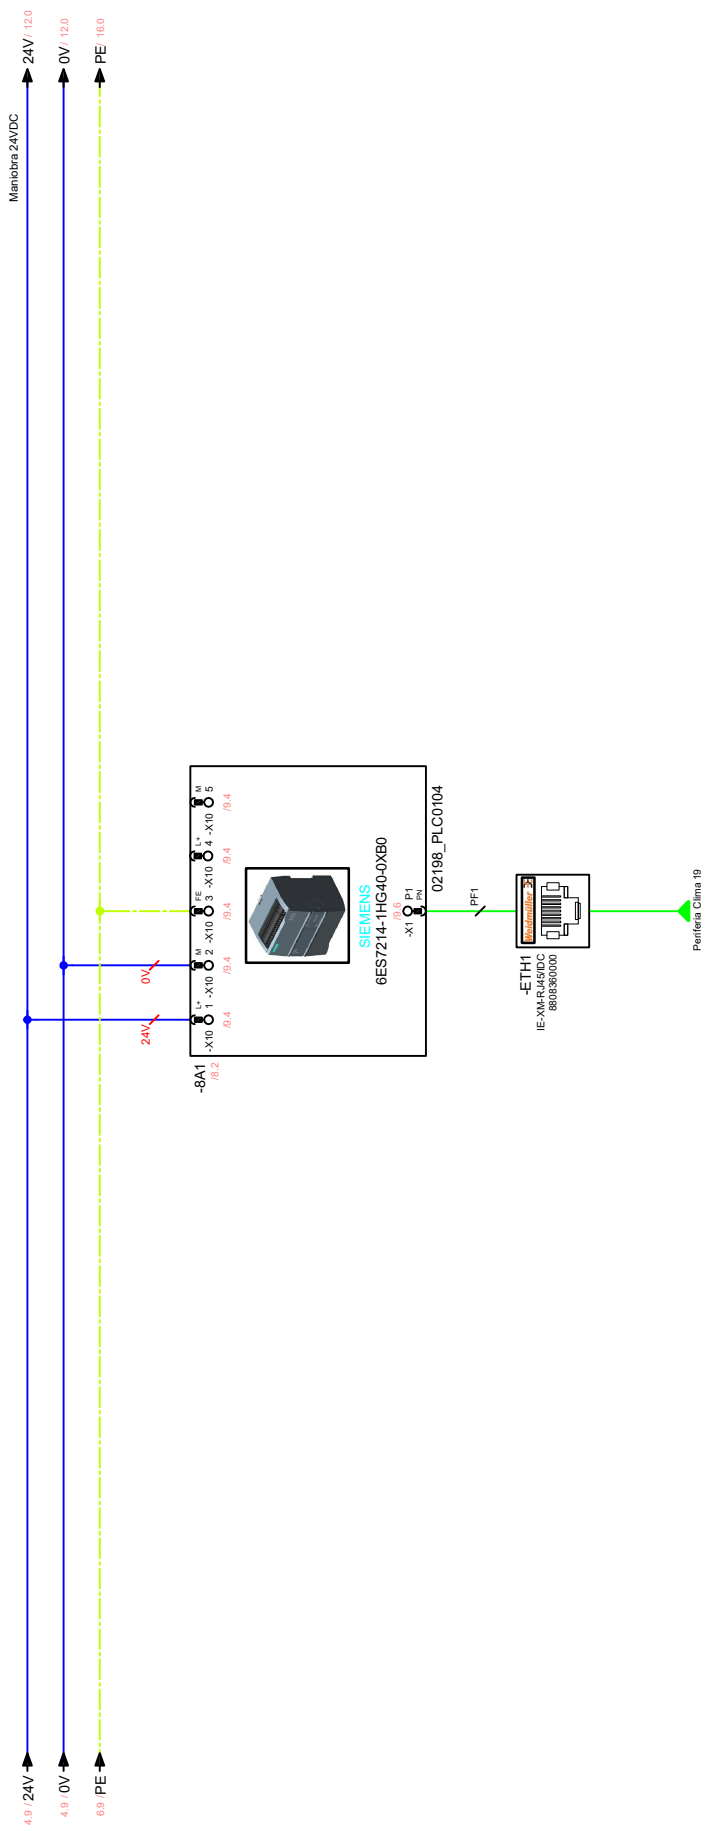 4.9 / 24V
24V / 12.0
Maniobra 24VDC
4.9 / 0V
0V / 12.0
6.9 / PE
PE / 16.0
24V
0V
-8A1
/8.2
L+
M
FE
L+
M
-X10 1
-X10 2
-X10 3
-X10 4
-X10 5
/9.4
/9.4
/9.4
/9.4
/9.4
SIEMENS
6ES7214-1HG40-0XB0
/9.6
-X1 P1
PN
02198_PLC0104
PF1
-ETH1
IE-XM-RJ45/IDC
8808360000
Weidmüller
Periferia Clima 19